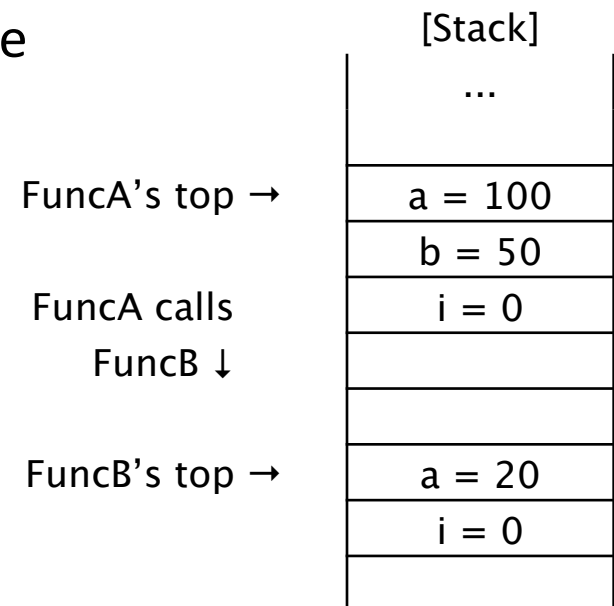 e
[Stack]
...
FuncA’s top → a = 100
b = 50
FuncA calls i = 0
FuncB ↓
FuncB’s top → a = 20
i = 0